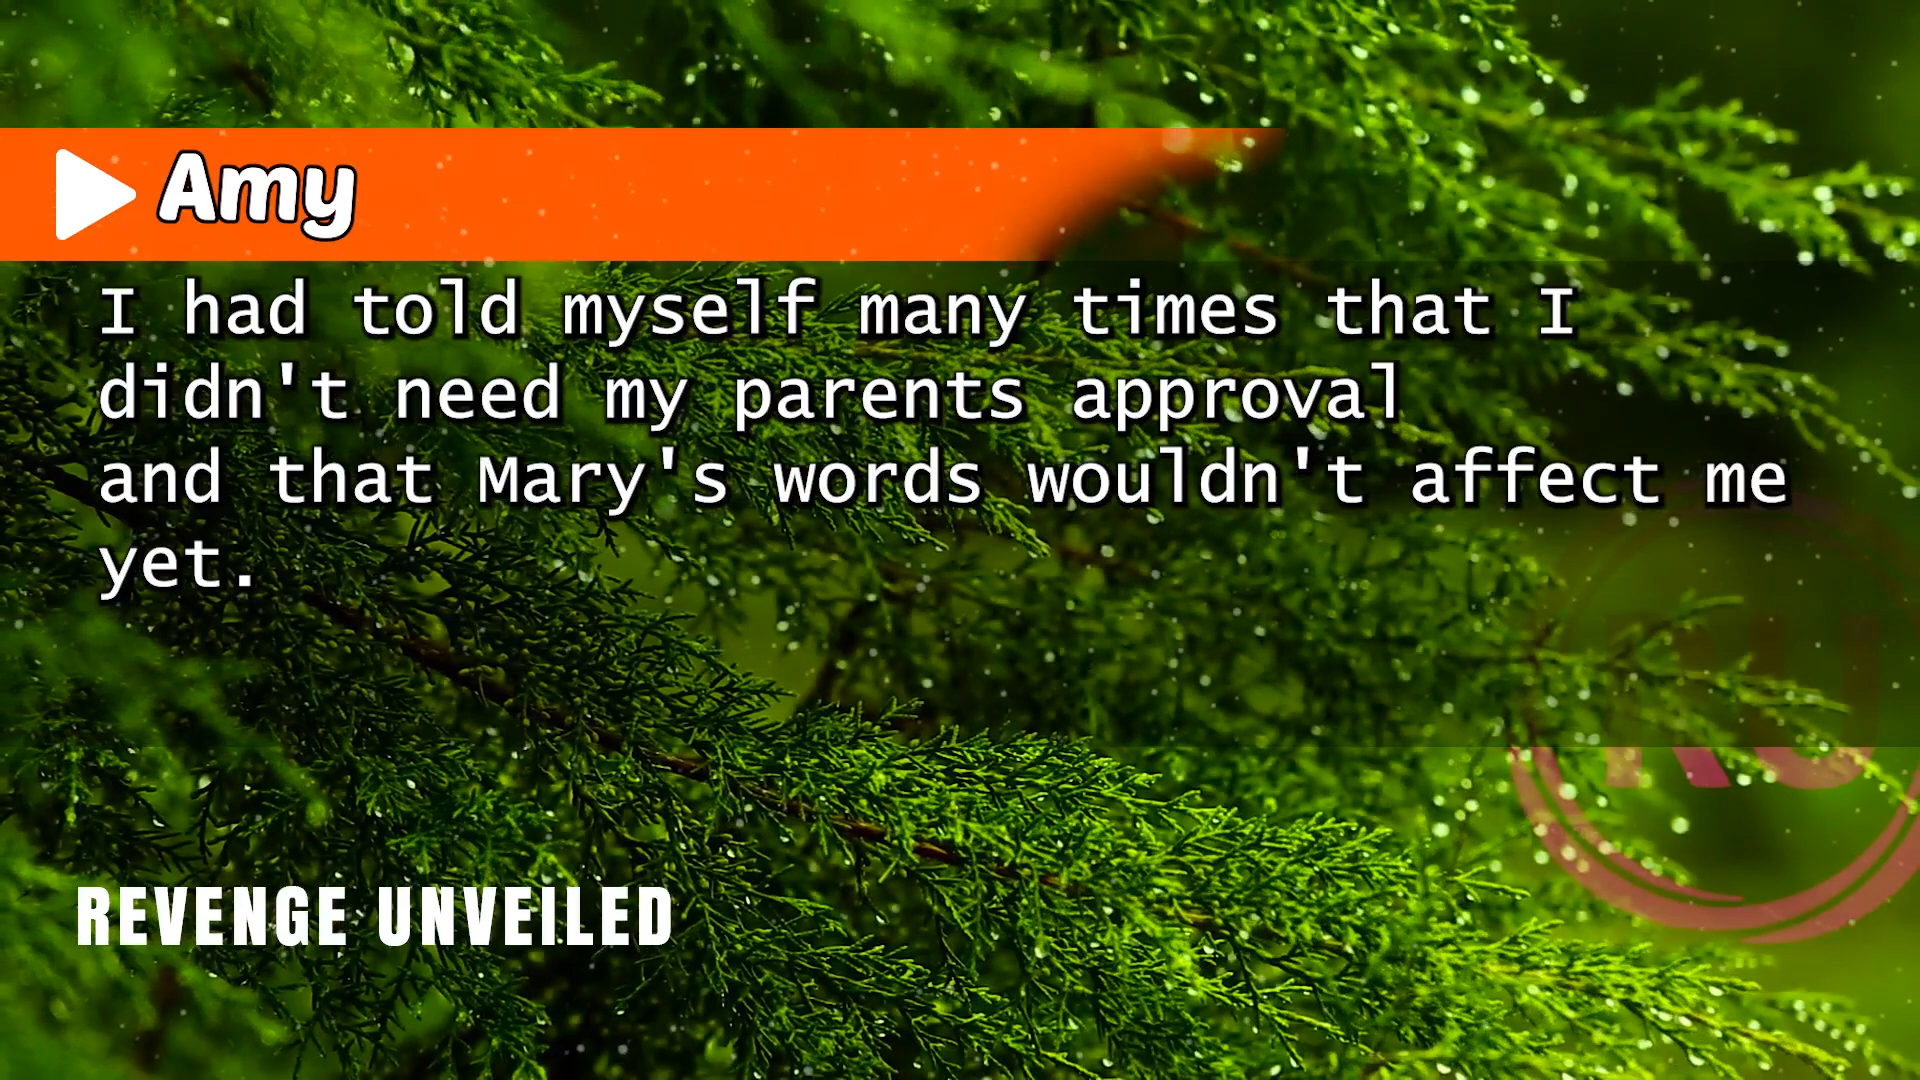 Amy
I had told myself many times that I
didn't need my parents approval
and that Mary's words wouldn't affect me
yet.
RU
REVENGE UNVEILED